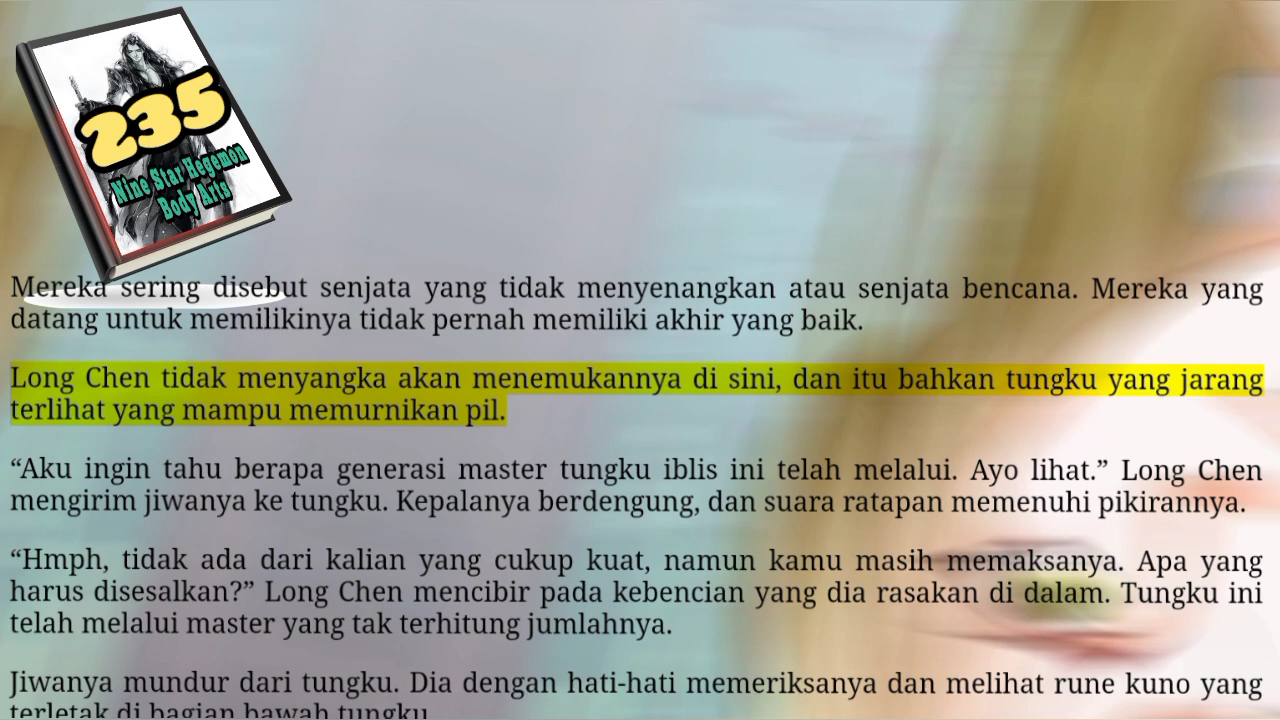 235
Nine Star Hegemon
Body Arts
Mereka sering disebut senjata yang tidak menyenangkan atau senjata bencana. Mereka yang
datang untuk memilikinya tidak pernah memiliki akhir yang baik.
Long Chen tidak menyangka akan menemukannya di sini, dan itu bahkan tungku yang jarang
terlihat yang mampu memurnikan pil.
“Aku ingin tahu berapa generasi master tungku iblis ini telah melalui. Ayo lihat.” Long Chen
mengirim jiwanya ke tungku. Kepalanya berdengung, dan suara ratapan memenuhi pikirannya.
“Hmph, tidak ada dari kalian yang cukup kuat, namun kamu masih memaksanya. Apa yang
harus disesalkan?” Long Chen mencibir pada kebencian yang dia rasakan di dalam. Tungku ini
telah melalui master yang tak terhitung jumlahnya.
Jiwanya mundur dari tungku. Dia dengan hati-hati memeriksanya dan melihat rune kuno yang
terletak di bagian bawah tungku.